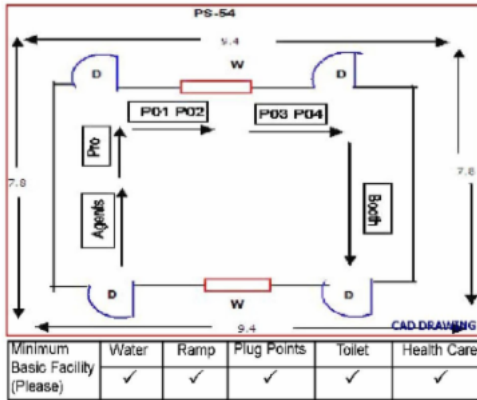 PS-54
9.4
W
D
D
P01 P02
P03 P04
Pro
7.8
7.8
Agents
Booth
D
D
W
CAD DRAWING
9.4
Minimum Basic Facility (Please)
Water
Ramp
Plug Points
Toilet
Health Care
✓ ✓ ✓ ✓ ✓